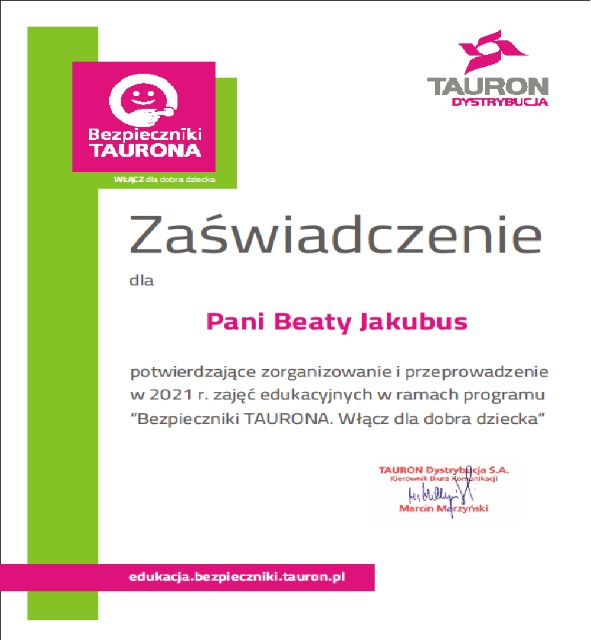 TAURON
DYSTRYBUCJA
Bezpieczniki
TAURONA
WŁĄCZ dla dobra dziecka
Zaświadczenie
dla
Pani Beaty Jakubus
potwierdzające zorganizowanie i przeprowadzenie
w 2021 r. zajęć edukacyjnych w ramach programu
“Bezpieczniki TAURONA. Włącz dla dobra dziecka”
TAURON Dystrybucja S.A.
Kierownik Biura Komunikacji
Marcin Marzyński
edukacja.bezpieczniki.tauron.pl